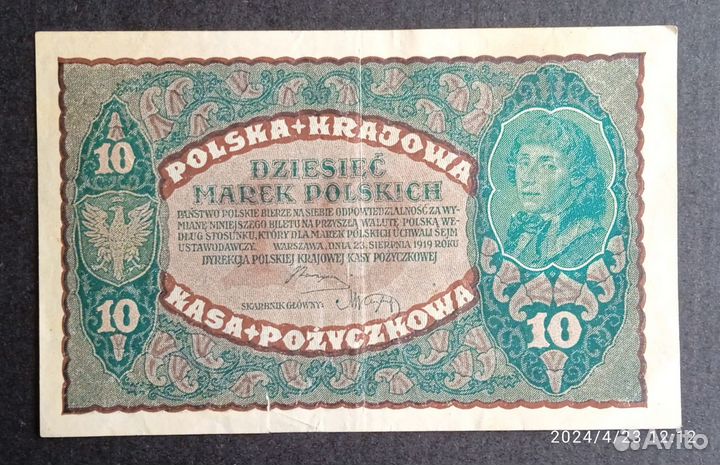 POLSKA+KRAJOWA
10
DZIESIĘĆ
MAREK POLSKICH
PAŃSTWO POLSKIE BIERZE NA SIEBIE ODPOWIEDZIALNOŚĆ ZA WY-
MIANĘ NINIEJSZEGO BILETU NA PRZYSZŁĄ WALUTĘ, POLSKĄ WE-
DŁUG STOSUNKU, KTÓRY DLA MAREK POLSKICH UCHWALI SEJM
USTAWODAWCZY. WARSZAWA, DNIA 23. SIERPNIA 1919 ROKU
DYREKCJA POLSKIEJ KRAJOWEJ KASY POŻYCZKOWEJ
SKARBNIK GŁÓWNY:
10
KASA+POŻYCZKOWA
10
2024/4/23 12:12
Avito